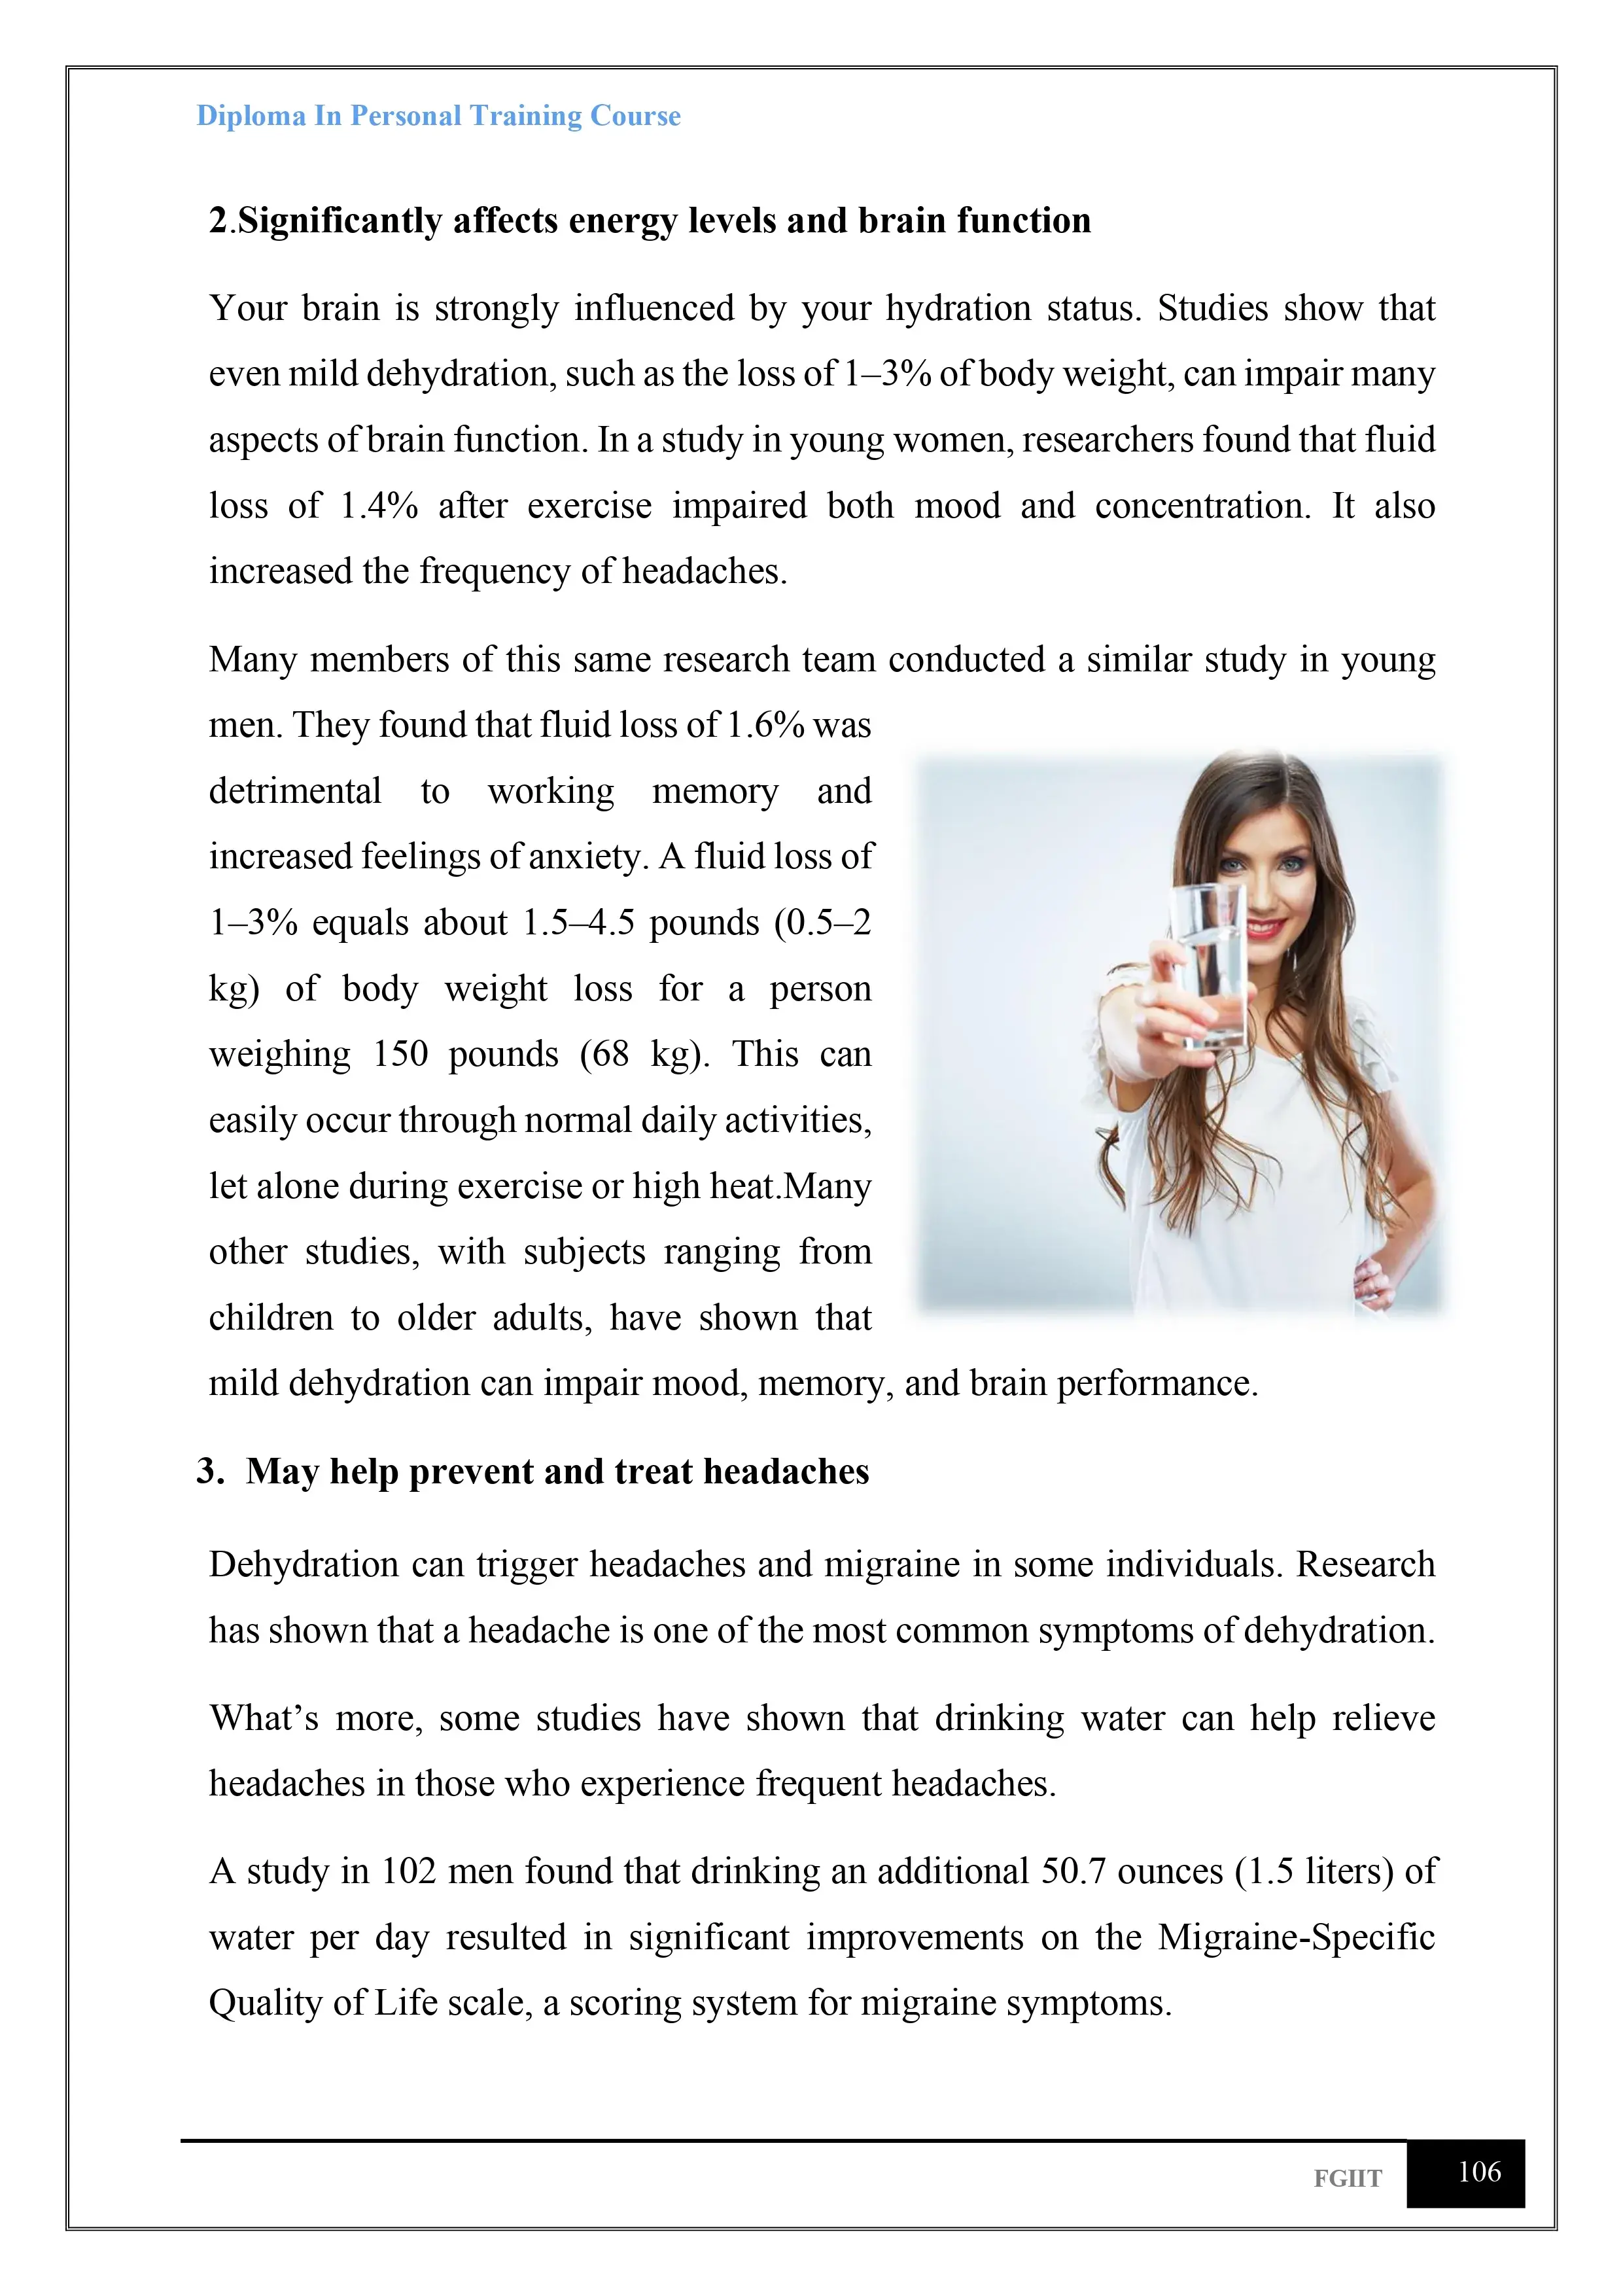 Diploma In Personal Training Course
2.Significantly affects energy levels and brain function
Your brain is strongly influenced by your hydration status. Studies show that
even mild dehydration, such as the loss of 1–3% of body weight, can impair many
aspects of brain function. In a study in young women, researchers found that fluid
loss of 1.4% after exercise impaired both mood and concentration. It also
increased the frequency of headaches.
Many members of this same research team conducted a similar study in young
men. They found that fluid loss of 1.6% was
detrimental to working memory and
increased feelings of anxiety. A fluid loss of
1–3% equals about 1.5–4.5 pounds (0.5–2
kg) of body weight loss for a person
weighing 150 pounds (68 kg). This can
easily occur through normal daily activities,
let alone during exercise or high heat.Many
other studies, with subjects ranging from
children to older adults, have shown that
mild dehydration can impair mood, memory, and brain performance.
3. May help prevent and treat headaches
Dehydration can trigger headaches and migraine in some individuals. Research
has shown that a headache is one of the most common symptoms of dehydration.
What’s more, some studies have shown that drinking water can help relieve
headaches in those who experience frequent headaches.
A study in 102 men found that drinking an additional 50.7 ounces (1.5 liters) of
water per day resulted in significant improvements on the Migraine-Specific
Quality of Life scale, a scoring system for migraine symptoms.
FGIIT 106